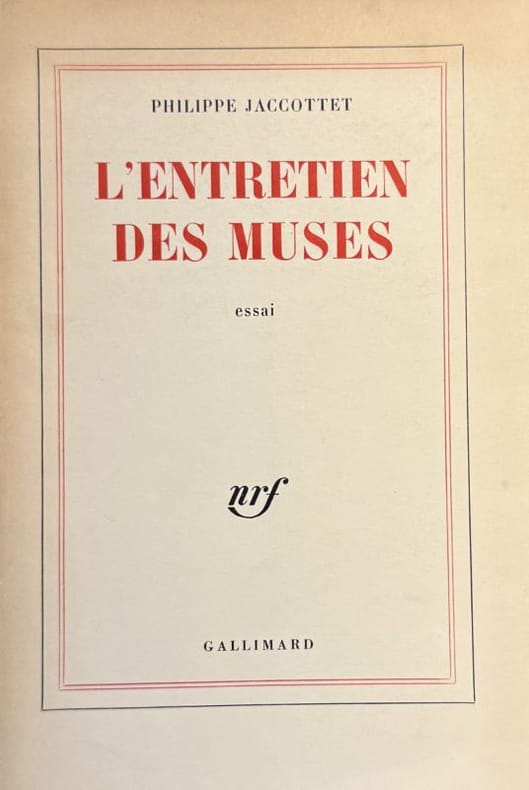 PHILIPPE JACCOTTET
L'ENTRETIEN
DES MUSES
essai
nrf
GALLIMARD